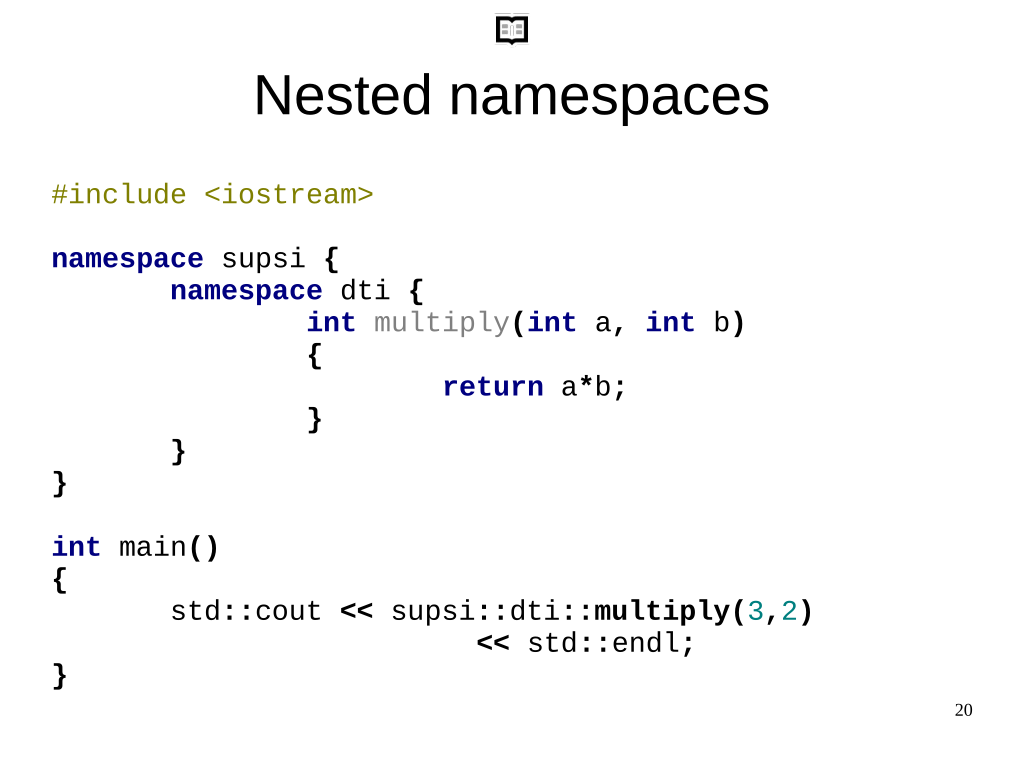 Nested namespaces
#include <iostream>
namespace supsi {
namespace dti {
int multiply(int a, int b)
{
return a*b;
}
}
}
int main()
{
std::cout << supsi::dti::multiply(3,2)
<< std::endl;
}
20